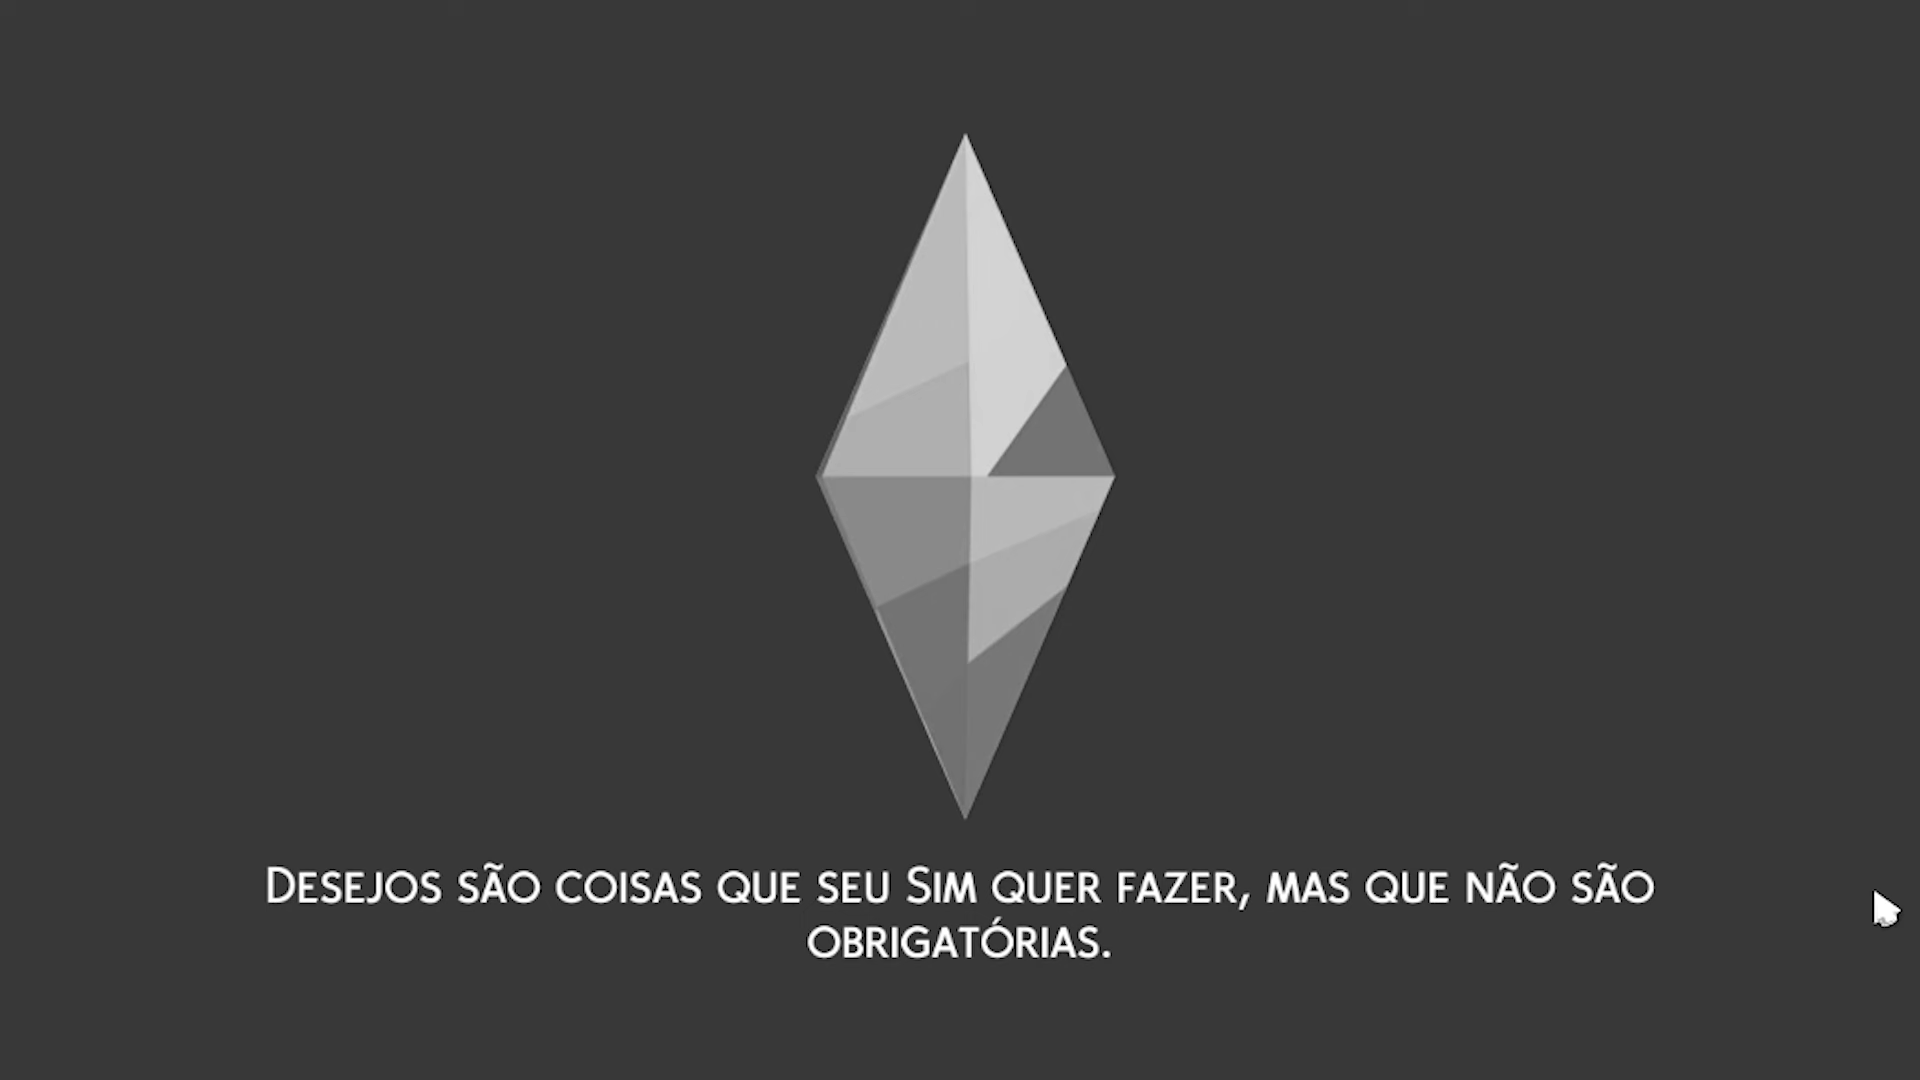 Desejos são coisas que seu Sim quer fazer, mas que não são
obrigatórias.